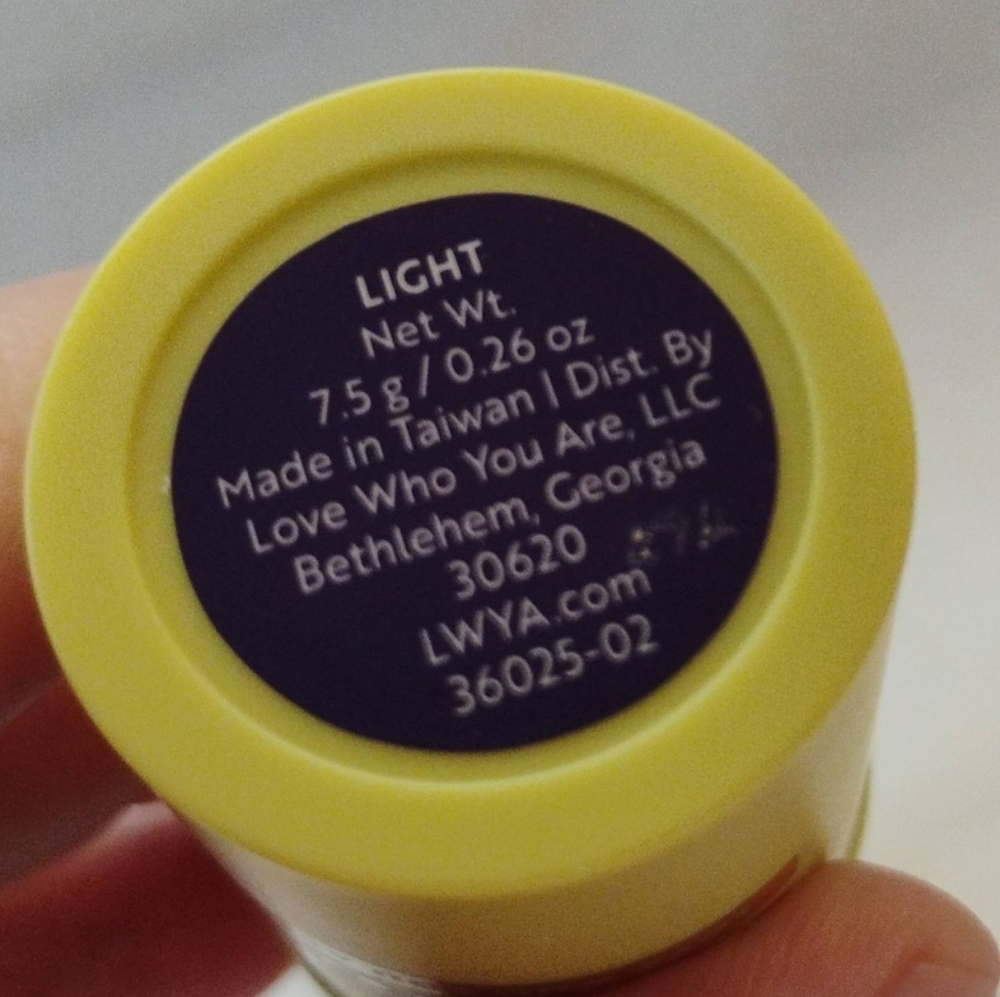 LIGHT
Net Wt.
7.5 g / 0.26 oz
Made in Taiwan | Dist. By
Love Who You Are, LLC
Bethlehem, Georgia
30620
LWYA.com
36025-02